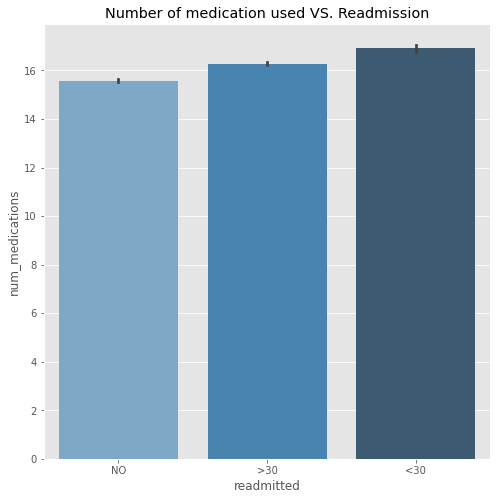 Number of medication used VS. Readmission
num_medications
16
14
12
10
8
6
4
2
0
NO >30 <30
readmitted